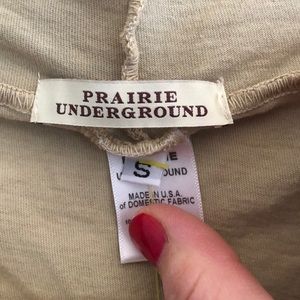 PRAIRIE
UNDERGROUND
S
MADE IN U.S.A.
of DOMESTIC FABRIC